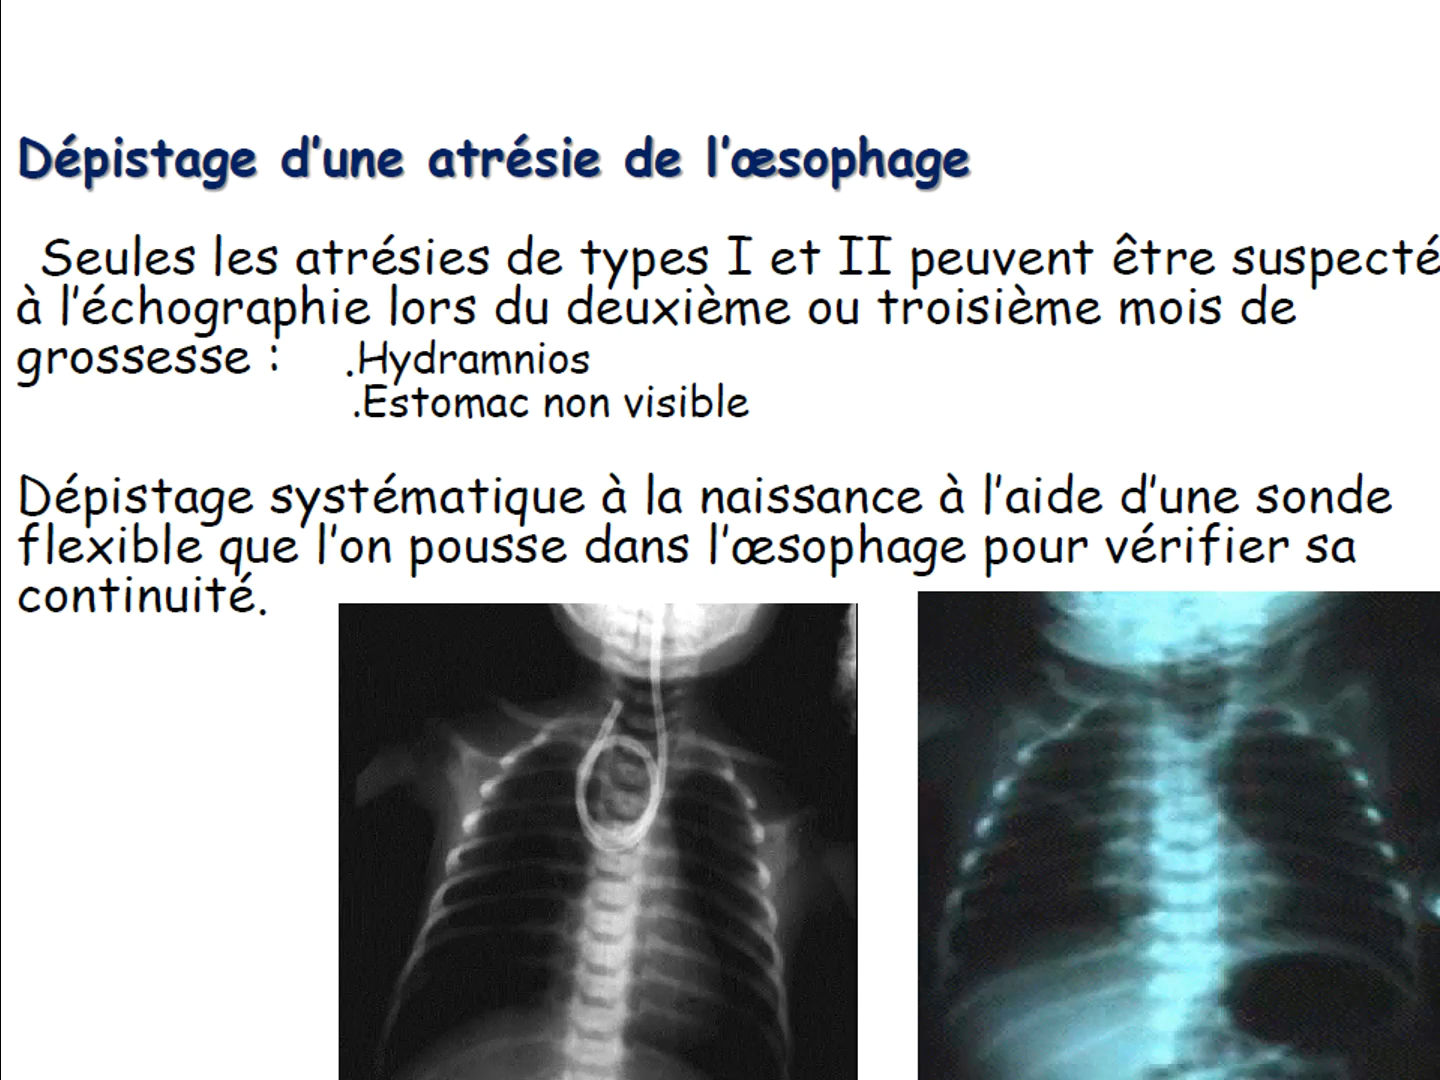 Dépistage d'une atrésie de l'œsophage
Seules les atrésies de types I et II peuvent être suspecté
à l'échographie lors du deuxième ou troisième mois de
grossesse : .Hydramnios
.Estomac non visible
Dépistage systématique à la naissance à l'aide d'une sonde
flexible que l'on pousse dans l'œsophage pour vérifier sa
continuité.